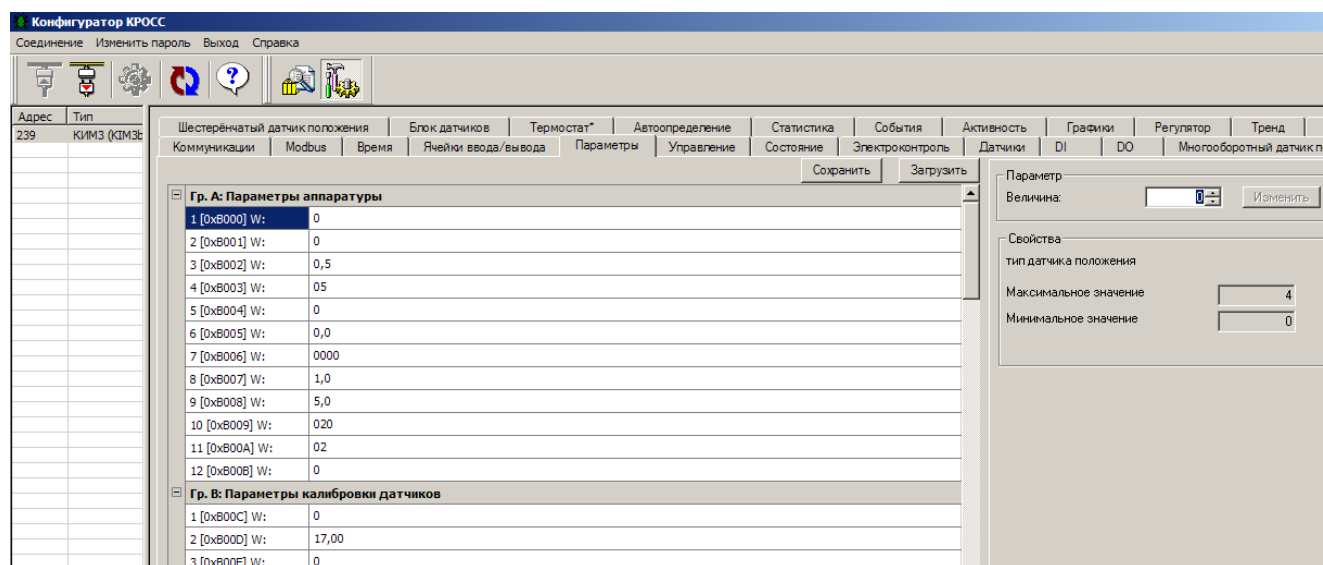 Конфигуратор КРОСС
Соединение Изменить пароль Выход Справка
Адрес Тип
239 КИМ3 (KIM3b
Шестерёнчатый датчик положения Блок датчиков Термостат* Автоопределение Статистика События Активность Графики Регулятор Тренд
Коммуникации Modbus Время Ячейки ввода/вывода Параметры Управление Состояние Электроконтроль Датчики DI DO Многооборотный датчик п
Сохранить Загрузить
Гр. A: Параметры аппаратуры
1 [0xB000] W: 0
2 [0xB001] W: 0
3 [0xB002] W: 0,5
4 [0xB003] W: 05
5 [0xB004] W: 0
6 [0xB005] W: 0,0
7 [0xB006] W: 0000
8 [0xB007] W: 1,0
9 [0xB008] W: 5,0
10 [0xB009] W: 020
11 [0xB00A] W: 02
12 [0xB00B] W: 0
Гр. B: Параметры калибровки датчиков
1 [0xB00C] W: 0
2 [0xB00D] W: 17,00
3 [0xB00E] W: 0
Параметр
Величина: 0 Изменить
Свойства
тип датчика положения
Максимальное значение 4
Минимальное значение 0